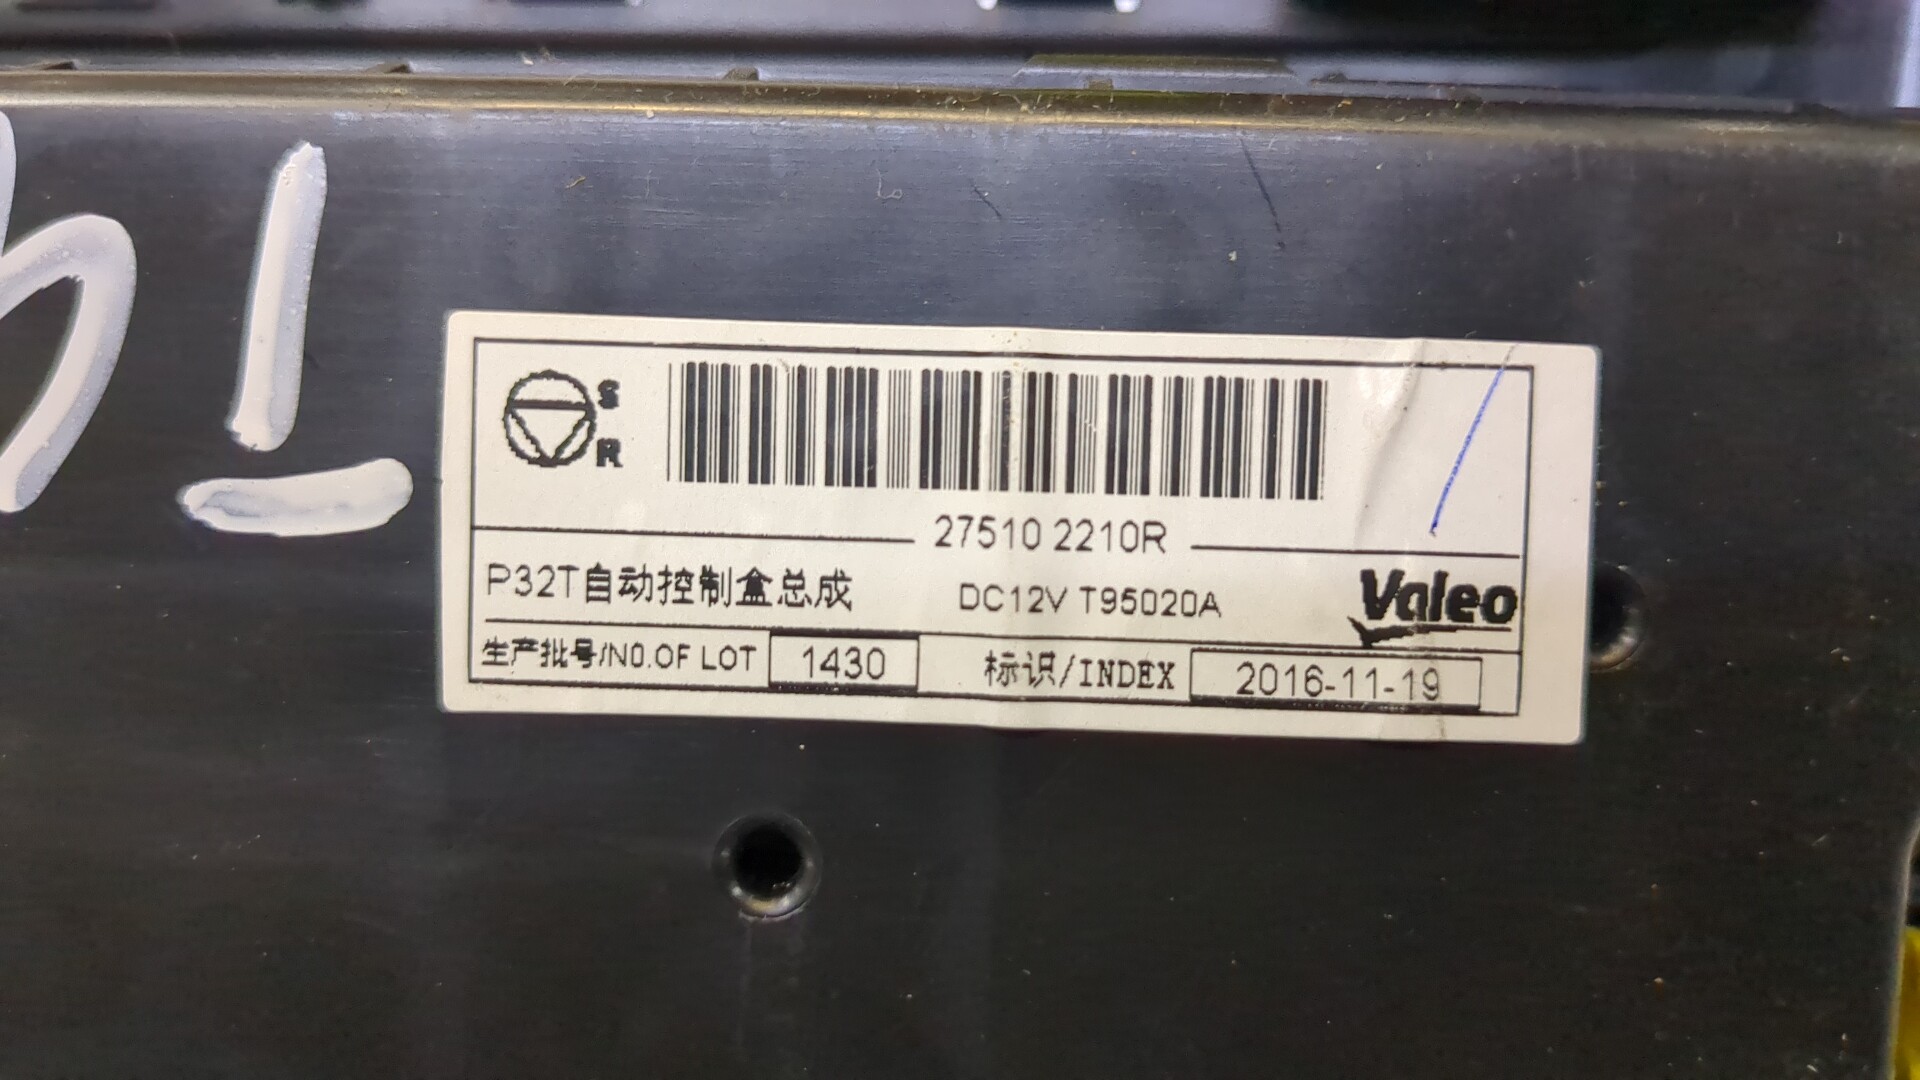 S
R
27510 2210R
P32T自动控制盒总成 DC12V T95020A Valeo
生产批号/NO.OF LOT 1430 标识/INDEX 2016-11-19